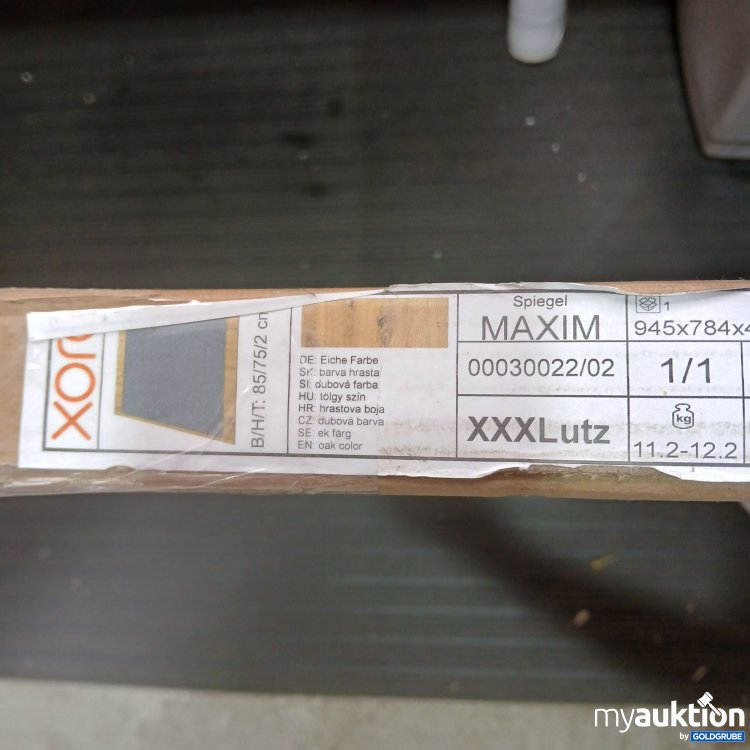 xor
B/H/T: 85/75/2 cm
DE: Eiche Farbe
SK: barva hrasta
SI: dubová farba
HU: tölgy szín
HR: hrastova boja
CZ: dubová barva
SE: ek färg
EN: oak color
Spiegel
MAXIM
00030022/02
XXXLutz
1
945x784x4
1/1
kg
11.2-12.2
myauktion
by GOLDGRUBE